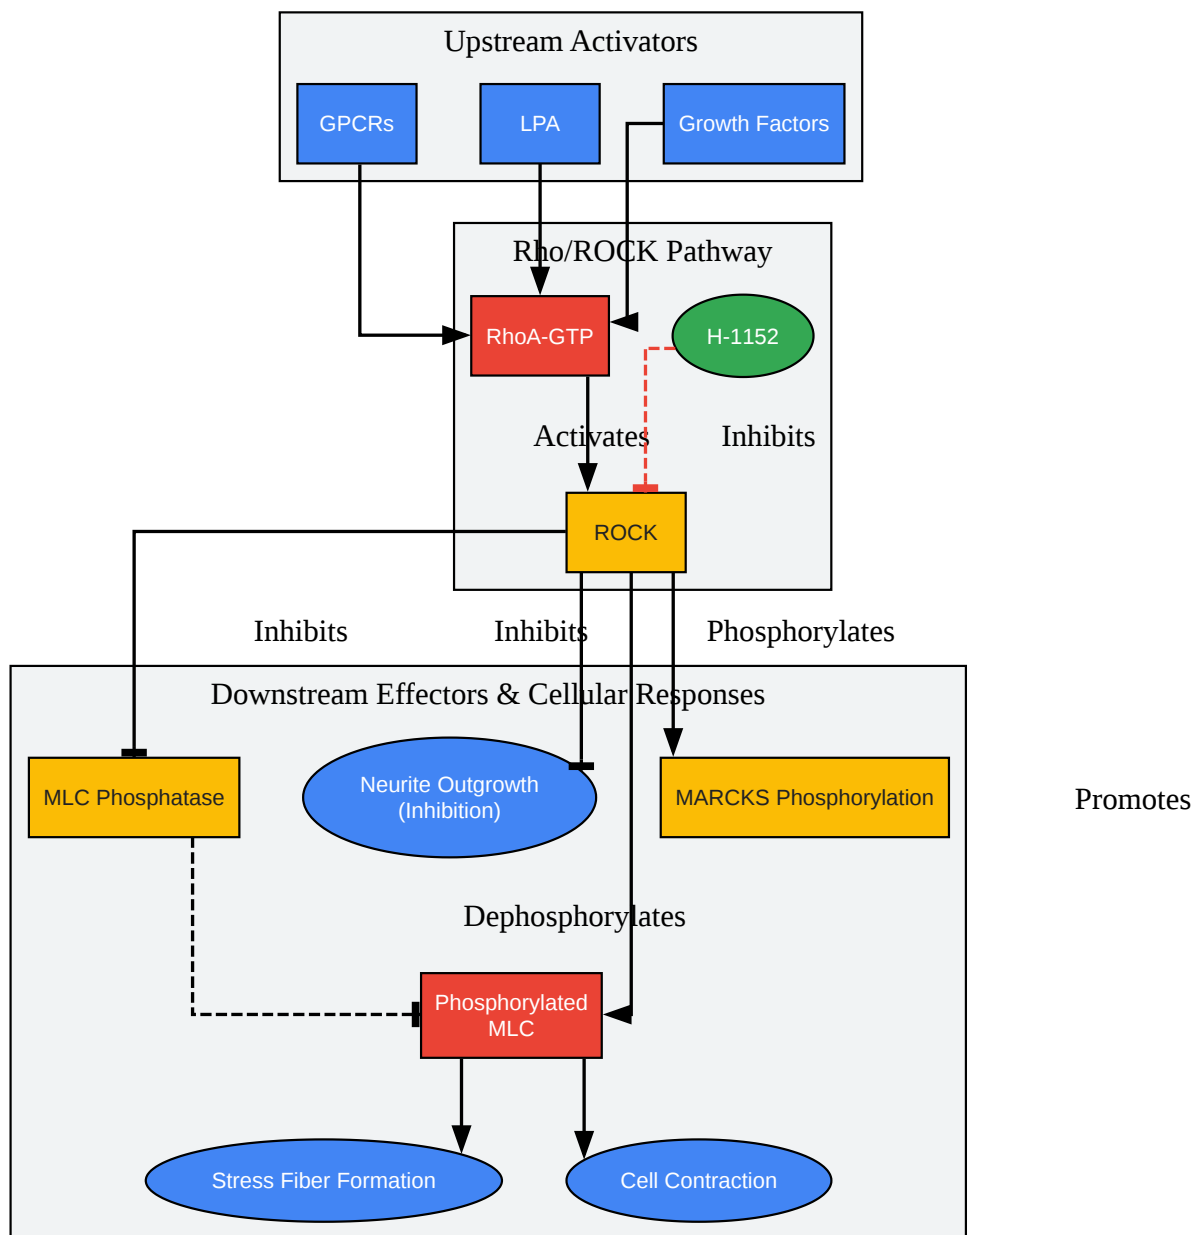 Upstream Activators
GPCRs
LPA
Growth Factors
Rho/ROCK Pathway
RhoA-GTP
H-1152
Activates
Inhibits
ROCK
Inhibits
Inhibits
Phosphorylates
Downstream Effectors & Cellular Responses
MLC Phosphatase
Neurite Outgrowth
(Inhibition)
MARCKS Phosphorylation
Promotes
Dephosphorylates
Phosphorylated
MLC
Stress Fiber Formation
Cell Contraction